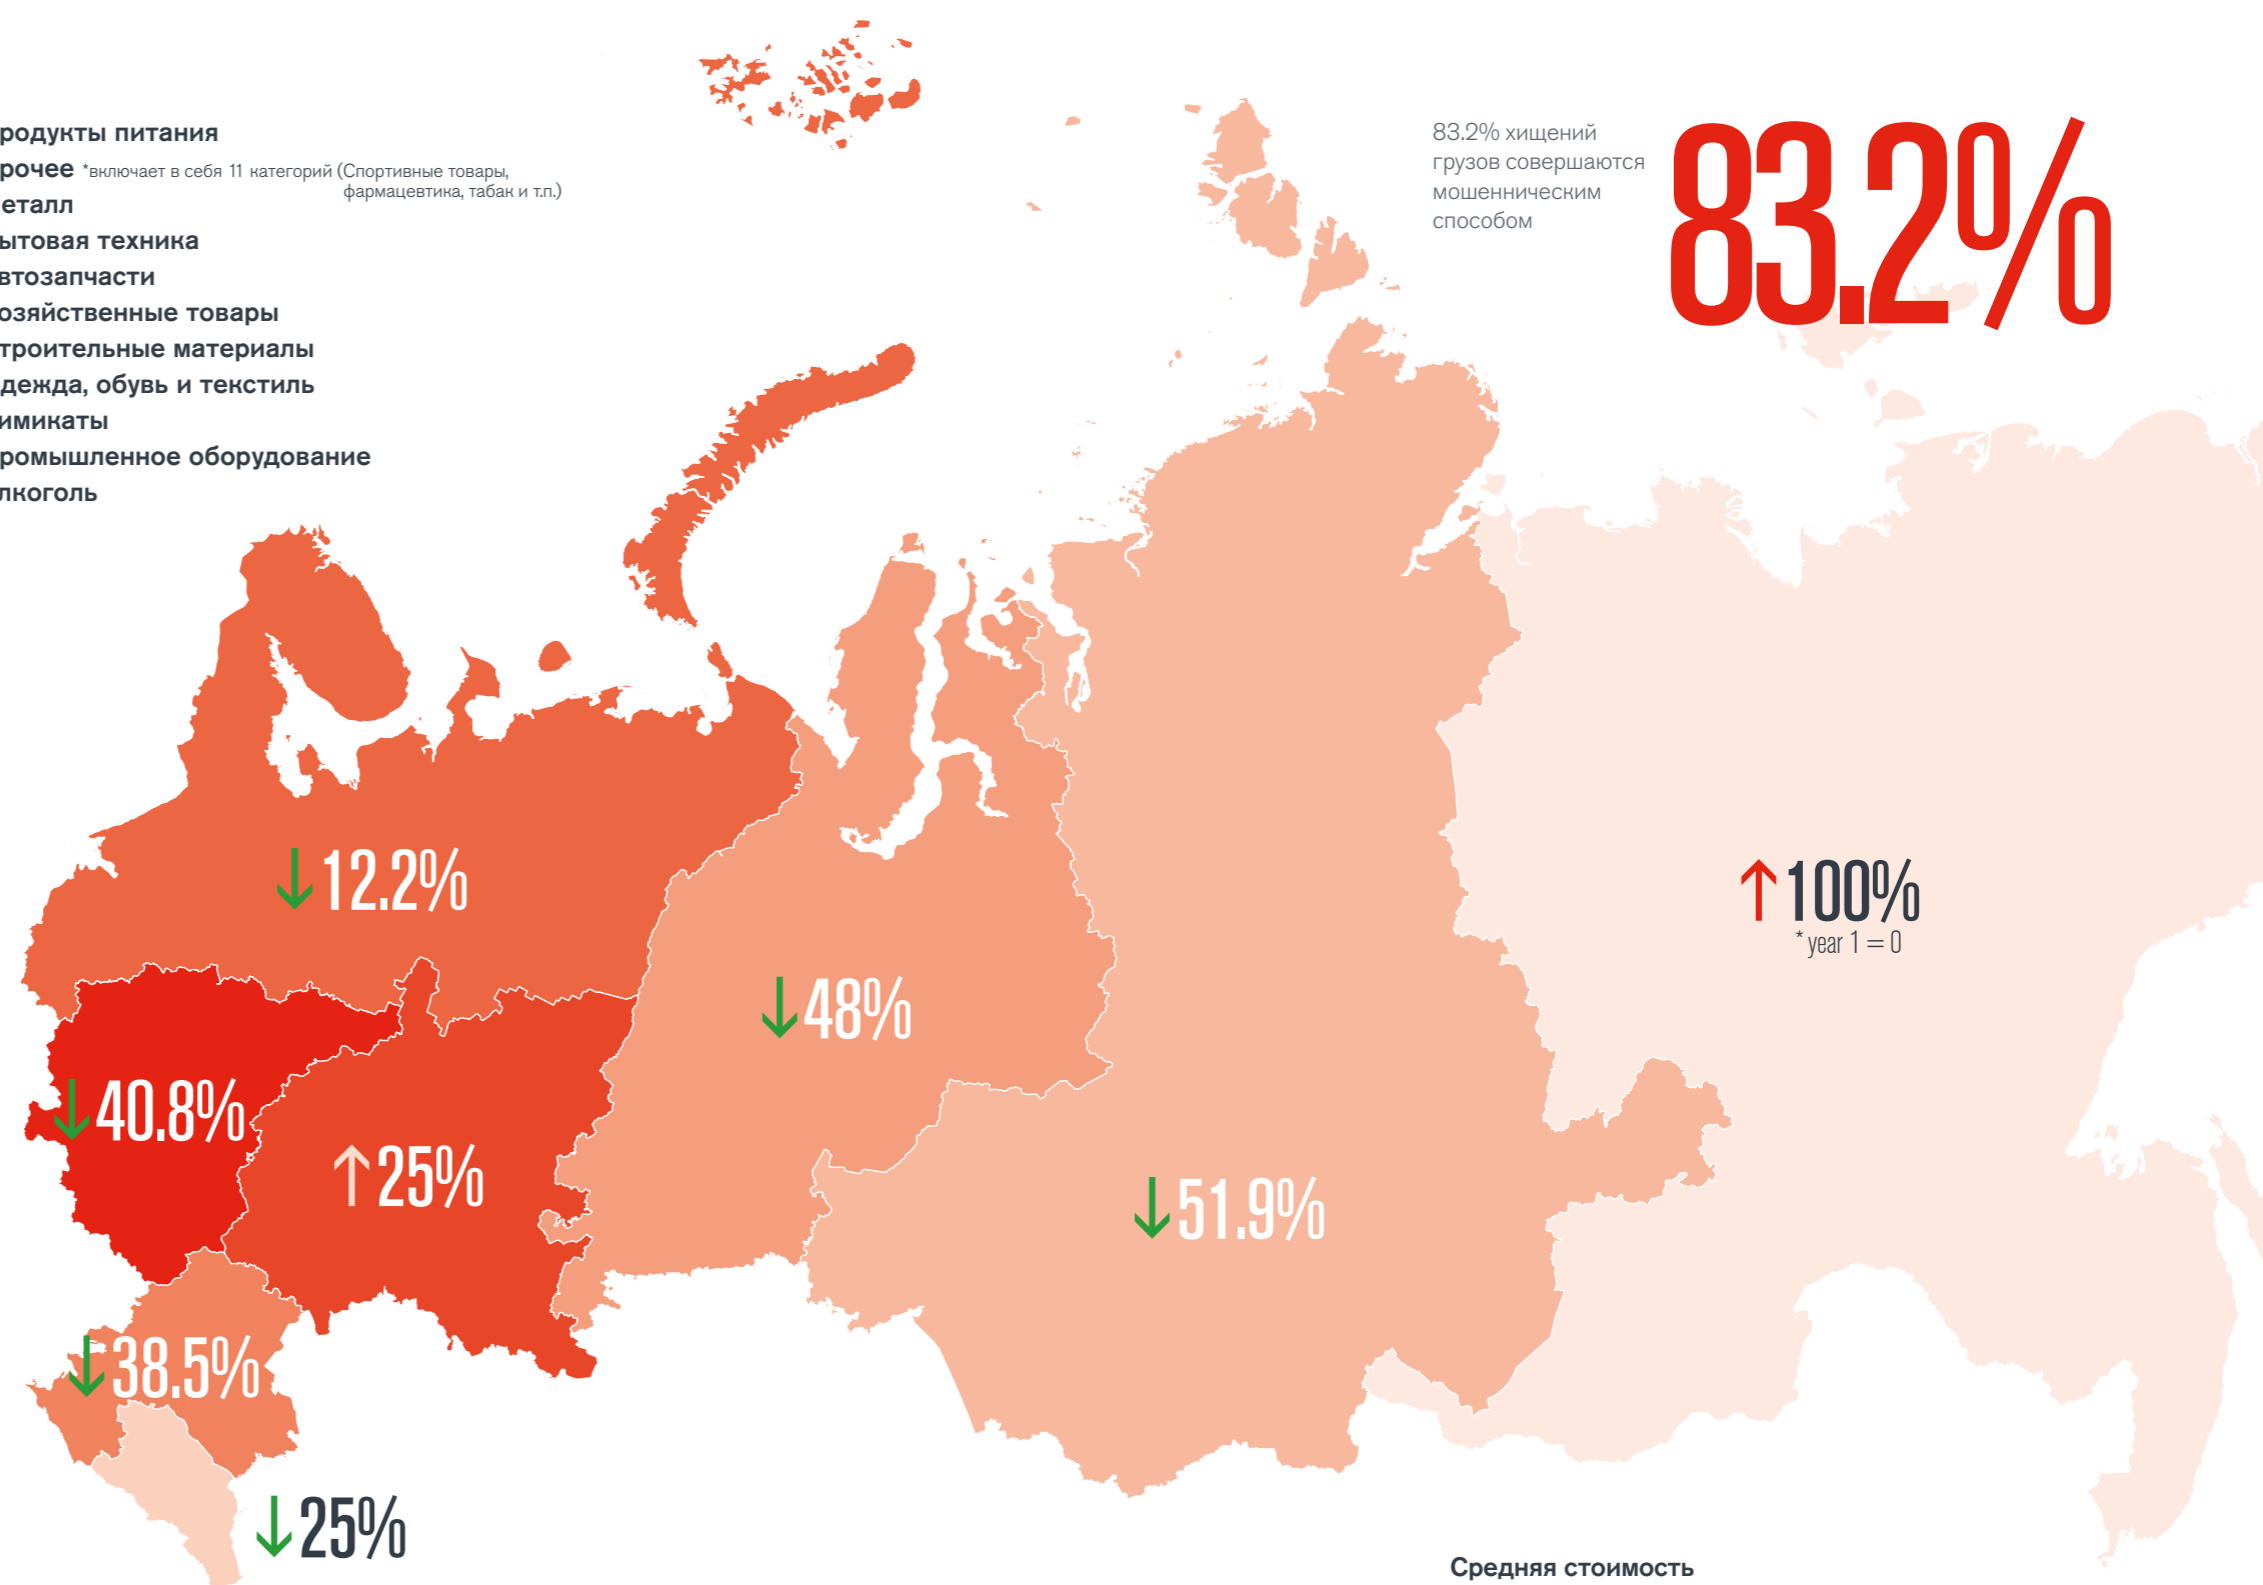 родукты питания
рочее *включает в себя 11 категорий (Спортивные товары,
фармацевтика, табак и т.п.)
еталл
ытовая техника
втозапчасти
озяйственные товары
троительные материалы
дежда, обувь и текстиль
имикаты
ромышленное оборудование
лкоголь
83.2% хищений
грузов совершаются
мошенническим
способом
83.2%
↓12.2%
↑100%
* year 1 = 0
↓48%
↓40.8%
↑25%
↓51.9%
↓38.5%
↓25%
Средняя стоимость